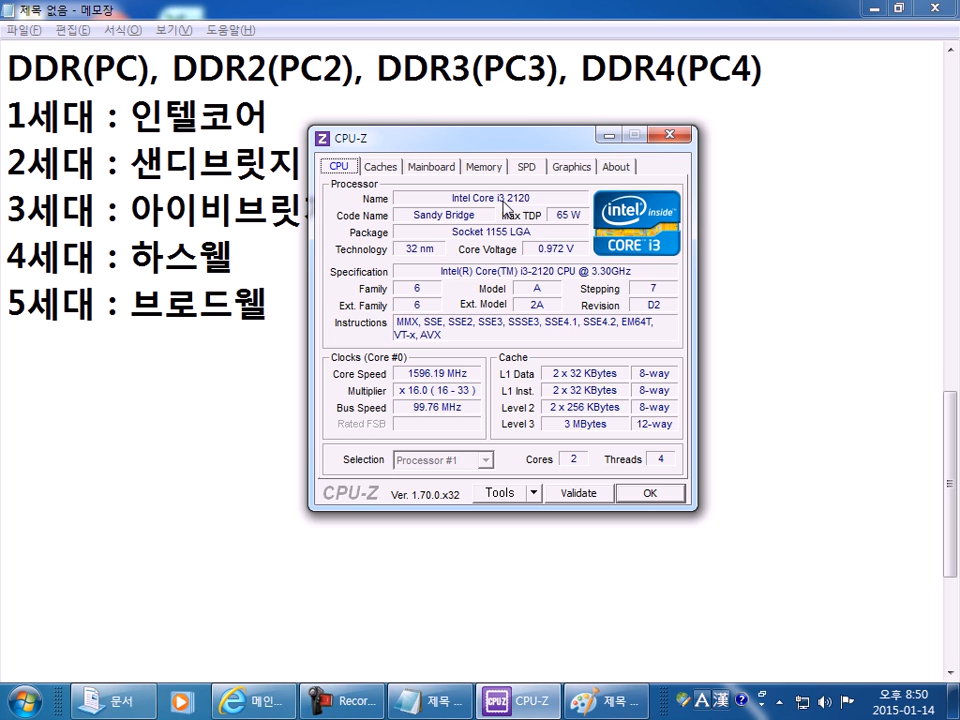 제목 없음 - 메모장
파일(F) 편집(E) 서식(O) 보기(V) 도움말(H)
DDR(PC), DDR2(PC2), DDR3(PC3), DDR4(PC4)
1세대 : 인텔코어
2세대 : 샌디브릿지
3세대 : 아이비브릿
4세대 : 하스웰
5세대 : 브로드웰
CPU-Z
CPU Caches Mainboard Memory SPD Graphics About
Processor
Name Intel Core i3 2120
Code Name Sandy Bridge Max TDP 65 W
Package Socket 1155 LGA
Technology 32 nm Core Voltage 0.972 V
intel inside
CORE i3
Specification Intel(R) Core(TM) i3-2120 CPU @ 3.30GHz
Family 6 Model A Stepping 7
Ext. Family 6 Ext. Model 2A Revision D2
Instructions MMX, SSE, SSE2, SSE3, SSSE3, SSE4.1, SSE4.2, EM64T,
VT-x, AVX
Clocks (Core #0)
Core Speed 1596.19 MHz
Multiplier x 16.0 ( 16 - 33 )
Bus Speed 99.76 MHz
Rated FSB
Cache
L1 Data 2 x 32 KBytes 8-way
L1 Inst. 2 x 32 KBytes 8-way
Level 2 2 x 256 KBytes 8-way
Level 3 3 MBytes 12-way
Selection Processor #1 Cores 2 Threads 4
CPU-Z Ver. 1.70.0.x32 Tools Validate OK
문서 메인... Recor... 제목 ... CPU-Z 제목 ... A 漢
오후 8:50
2015-01-14